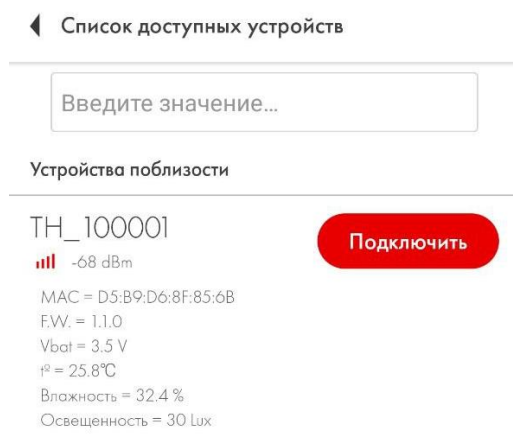 Список доступных устройств
Введите значение...
Устройства поблизости
TH_100001
Подключить
-68 dBm
MAC = D5:B9:D6:8F:85:6B
F.W. = 1.1.0
Vbat = 3.5 V
tº = 25.8℃
Влажность = 32.4 %
Освещенность = 30 Lux